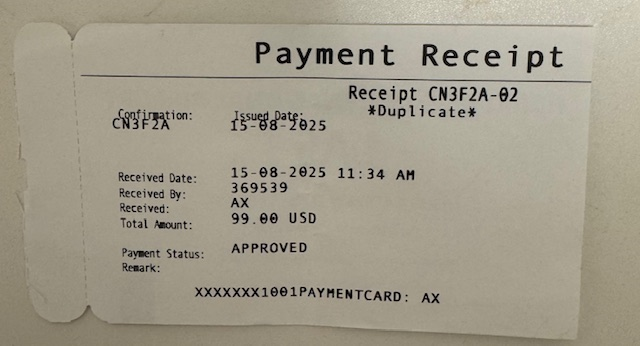 Payment Receipt
Receipt CN3F2A-02
*Duplicate*
Confirmation: Issued Date:
CN3F2A 15-08-2025
Received Date: 15-08-2025 11:34 AM
Received By: 369539
Received: AX
Total Amount: 99.00 USD
Payment Status: APPROVED
Remark:
XXXXXXX1001PAYMENTCARD: AX